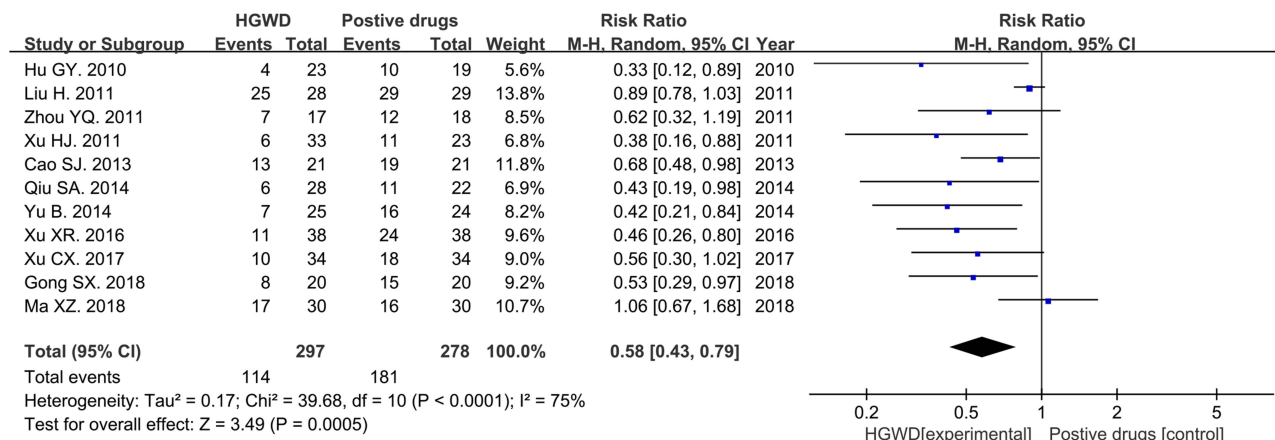 HGWD Postive drugs Risk Ratio Risk Ratio
Study or Subgroup Events Total Events Total Weight M-H, Random, 95% CI Year M-H, Random, 95% CI
Hu GY. 2010 4 23 10 19 5.6% 0.33 [0.12, 0.89] 2010
Liu H. 2011 25 28 29 29 13.8% 0.89 [0.78, 1.03] 2011
Zhou YQ. 2011 7 17 12 18 8.5% 0.62 [0.32, 1.19] 2011
Xu HJ. 2011 6 33 11 23 6.8% 0.38 [0.16, 0.88] 2011
Cao SJ. 2013 13 21 19 21 11.8% 0.68 [0.48, 0.98] 2013
Qiu SA. 2014 6 28 11 22 6.9% 0.43 [0.19, 0.98] 2014
Yu B. 2014 7 25 16 24 8.2% 0.42 [0.21, 0.84] 2014
Xu XR. 2016 11 38 24 38 9.6% 0.46 [0.26, 0.80] 2016
Xu CX. 2017 10 34 18 34 9.0% 0.56 [0.30, 1.02] 2017
Gong SX. 2018 8 20 15 20 9.2% 0.53 [0.29, 0.97] 2018
Ma XZ. 2018 17 30 16 30 10.7% 1.06 [0.67, 1.68] 2018
Total (95% CI) 297 278 100.0% 0.58 [0.43, 0.79]
Total events 114 181
Heterogeneity: Tau² = 0.17; Chi² = 39.68, df = 10 (P < 0.0001); I² = 75%
Test for overall effect: Z = 3.49 (P = 0.0005)
0.2 0.5 1 2 5
HGWD[experimental] Postive drugs [control]